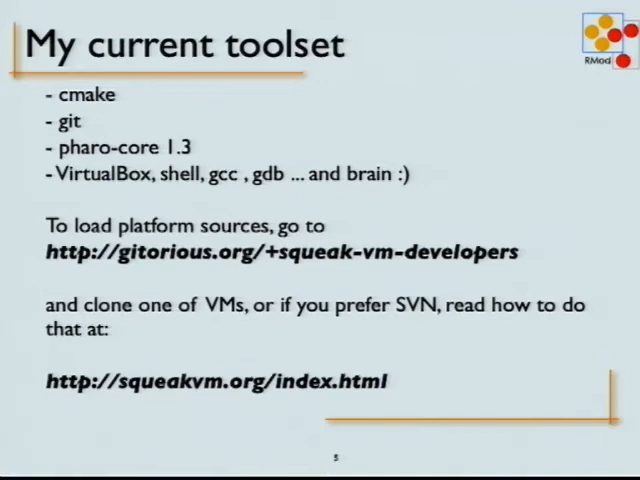 My current toolset
RMod
- cmake
- git
- pharo-core 1.3
- VirtualBox, shell, gcc , gdb ... and brain :)
To load platform sources, go to
http://gitorious.org/+squeak-vm-developers
and clone one of VMs, or if you prefer SVN, read how to do
that at:
http://squeakvm.org/index.html
5